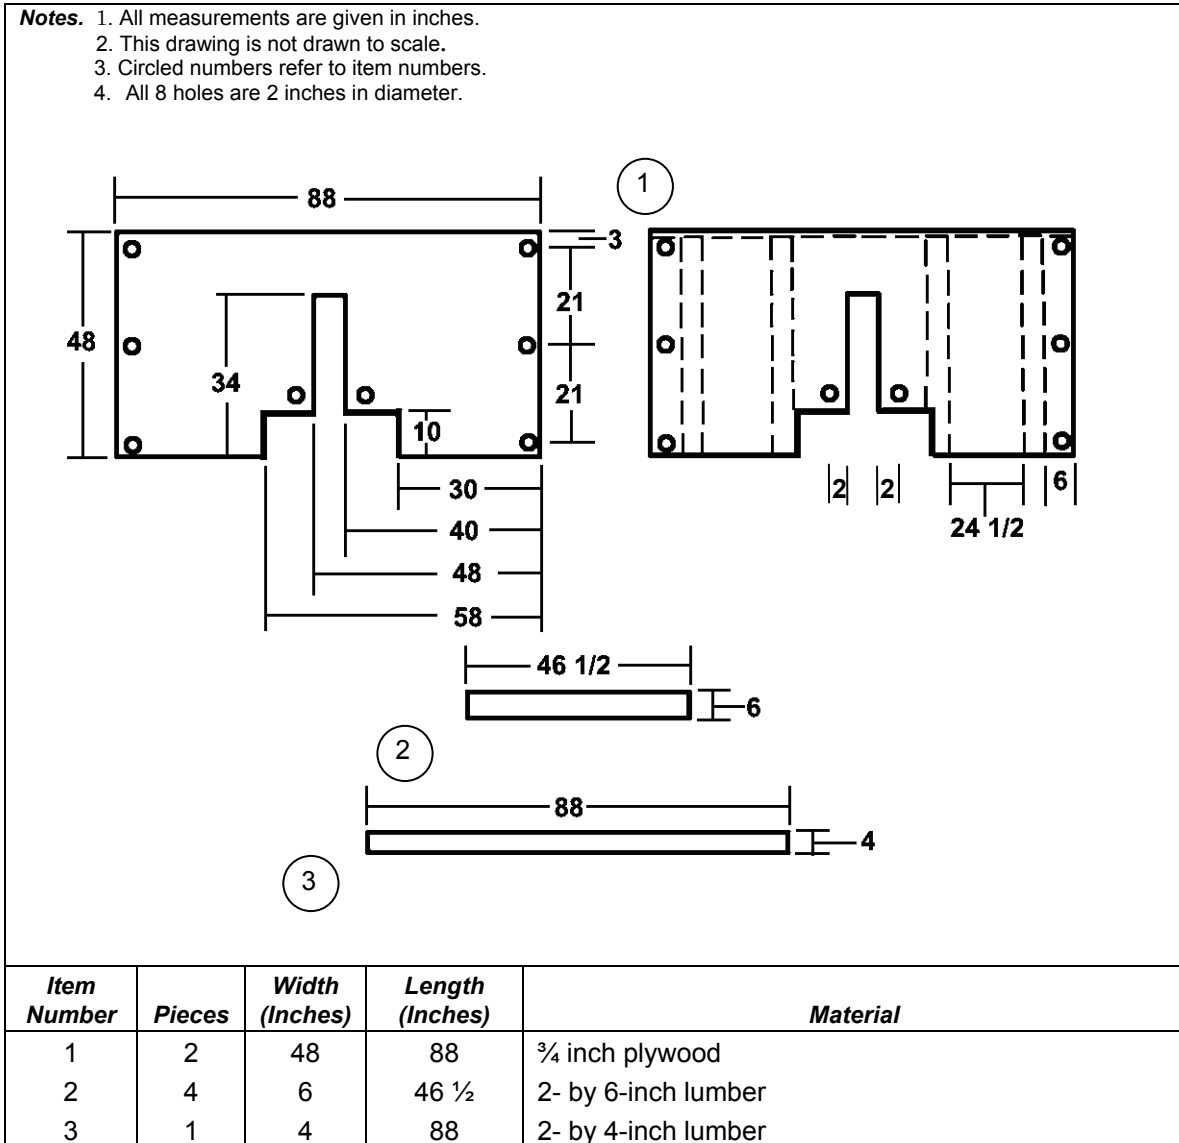 Notes. 1. All measurements are given in inches.
2. This drawing is not drawn to scale.
3. Circled numbers refer to item numbers.
4. All 8 holes are 2 inches in diameter.
88
1
3
21
48
34
21
10
30
2 2
6
24 1/2
40
48
58
46 1/2
6
2
88
4
3
Item Number Pieces Width (Inches) Length (Inches) Material
1 2 48 88 ¾ inch plywood
2 4 6 46 ½ 2- by 6-inch lumber
3 1 4 88 2- by 4-inch lumber